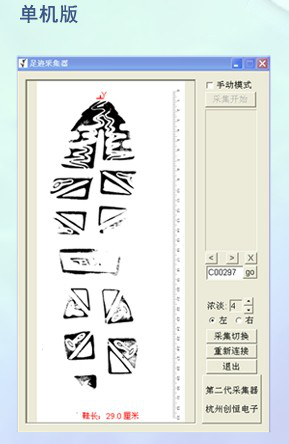 单机版
足迹采集器
手动模式
采集开始
< > X
C00297 go
浓淡: 4
左 右
采集切换
重新连接
退出
第二代采集器
杭州创恒电子
鞋长: 29.0 厘米